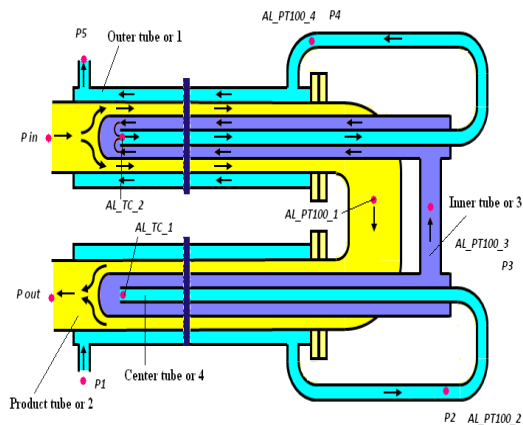 AL_PT100_4 P4
P5
Outer tube or 1
P in
AL_TC_2
AL_TC_1
AL_PT100_1
Inner tube or 3
AL_PT100_3
P3
P out
Center tube or 4
P1
Product tube or 2
P2 AL_PT100_2